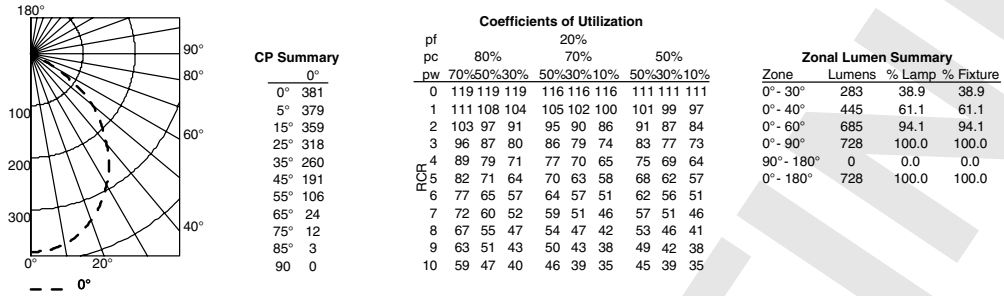 180°
90°
80°
60°
40°
20°
0°
100
200
300
0°
CP Summary
0°
0° 381
5° 379
15° 359
25° 318
35° 260
45° 191
55° 106
65° 24
75° 12
85° 3
90 0
Coefficients of Utilization
pf 20%
pc 80% 70% 50%
pw 70%50%30% 50%30%10% 50%30%10%
RCR
0 119 119 119 116 116 116 111 111 111
1 111 108 104 105 102 100 101 99 97
2 103 97 91 95 90 86 91 87 84
3 96 87 80 86 79 74 83 77 73
4 89 79 71 77 70 65 75 69 64
5 82 71 64 70 63 58 68 62 57
6 77 65 57 64 57 51 62 56 51
7 72 60 52 59 51 46 57 51 46
8 67 55 47 54 47 42 53 46 41
9 63 51 43 50 43 38 49 42 38
10 59 47 40 46 39 35 45 39 35
Zonal Lumen Summary
Zone Lumens % Lamp % Fixture
0°- 30° 283 38.9 38.9
0°- 40° 445 61.1 61.1
0°- 60° 685 94.1 94.1
0°- 90° 728 100.0 100.0
90°- 180° 0 0.0 0.0
0°- 180° 728 100.0 100.0